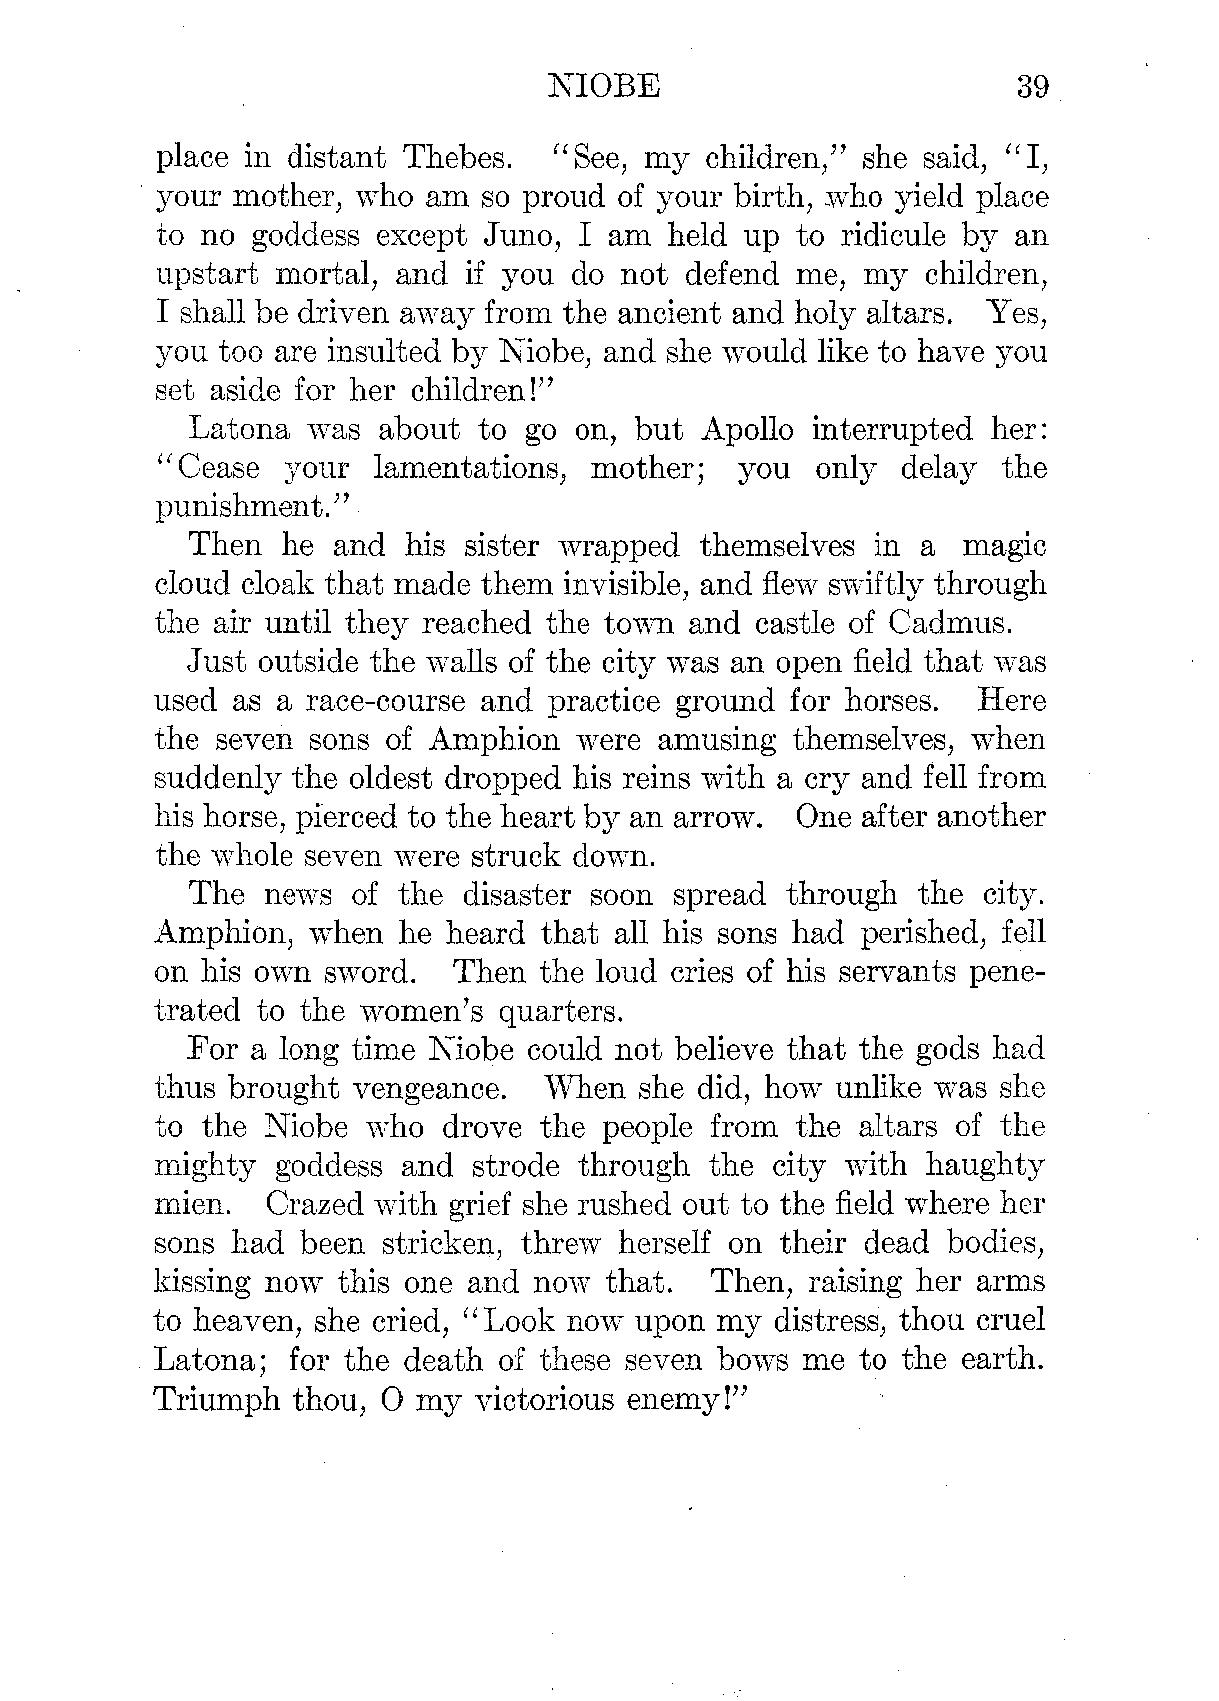 NIOBE 39
place in distant Thebes. "See, my children," she said, "I,
your mother, who am so proud of your birth, who yield place
to no goddess except Juno, I am held up to ridicule by an
upstart mortal, and if you do not defend me, my children,
I shall be driven away from the ancient and holy altars. Yes,
you too are insulted by Niobe, and she would like to have you
set aside for her children!"
Latona was about to go on, but Apollo interrupted her:
"Cease your lamentations, mother; you only delay the
punishment."
Then he and his sister wrapped themselves in a magic
cloud cloak that made them invisible, and flew swiftly through
the air until they reached the town and castle of Cadmus.
Just outside the walls of the city was an open field that was
used as a race-course and practice ground for horses. Here
the seven sons of Amphion were amusing themselves, when
suddenly the oldest dropped his reins with a cry and fell from
his horse, pierced to the heart by an arrow. One after another
the whole seven were struck down.
The news of the disaster soon spread through the city.
Amphion, when he heard that all his sons had perished, fell
on his own sword. Then the loud cries of his servants pene-
trated to the women's quarters.
For a long time Niobe could not believe that the gods had
thus brought vengeance. When she did, how unlike was she
to the Niobe who drove the people from the altars of the
mighty goddess and strode through the city with haughty
mien. Crazed with grief she rushed out to the field where her
sons had been stricken, threw herself on their dead bodies,
kissing now this one and now that. Then, raising her arms
to heaven, she cried, "Look now upon my distress, thou cruel
Latona; for the death of these seven bows me to the earth.
Triumph thou, O my victorious enemy!"